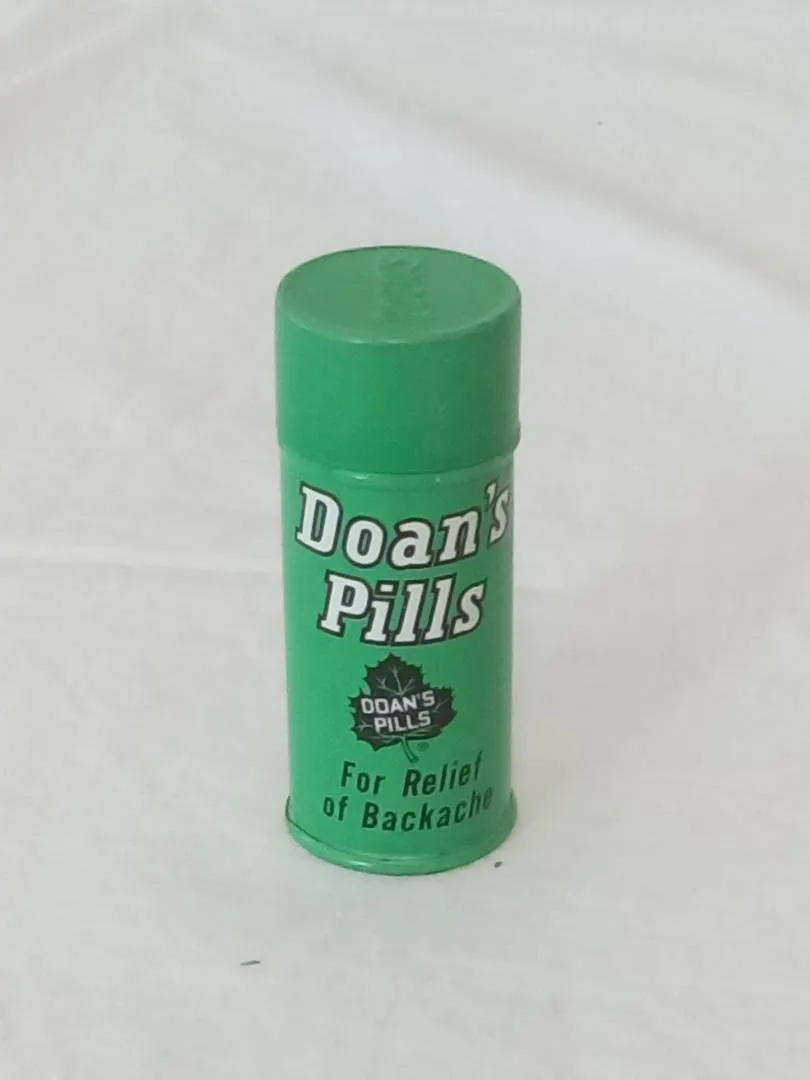 Doan's
Pills
DOAN'S
PILLS
®
For Relief
of Backache